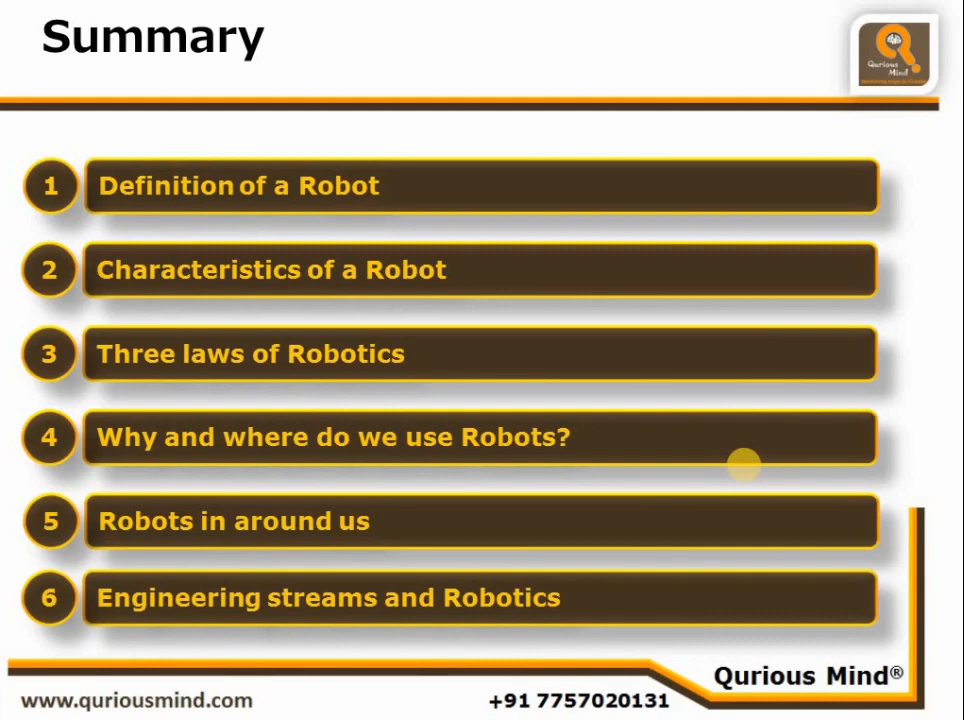 Summary
Qurious
Mind
1 Definition of a Robot
2 Characteristics of a Robot
3 Three laws of Robotics
4 Why and where do we use Robots?
5 Robots in around us
6 Engineering streams and Robotics
Qurious Mind®
www.quriousmind.com +91 7757020131